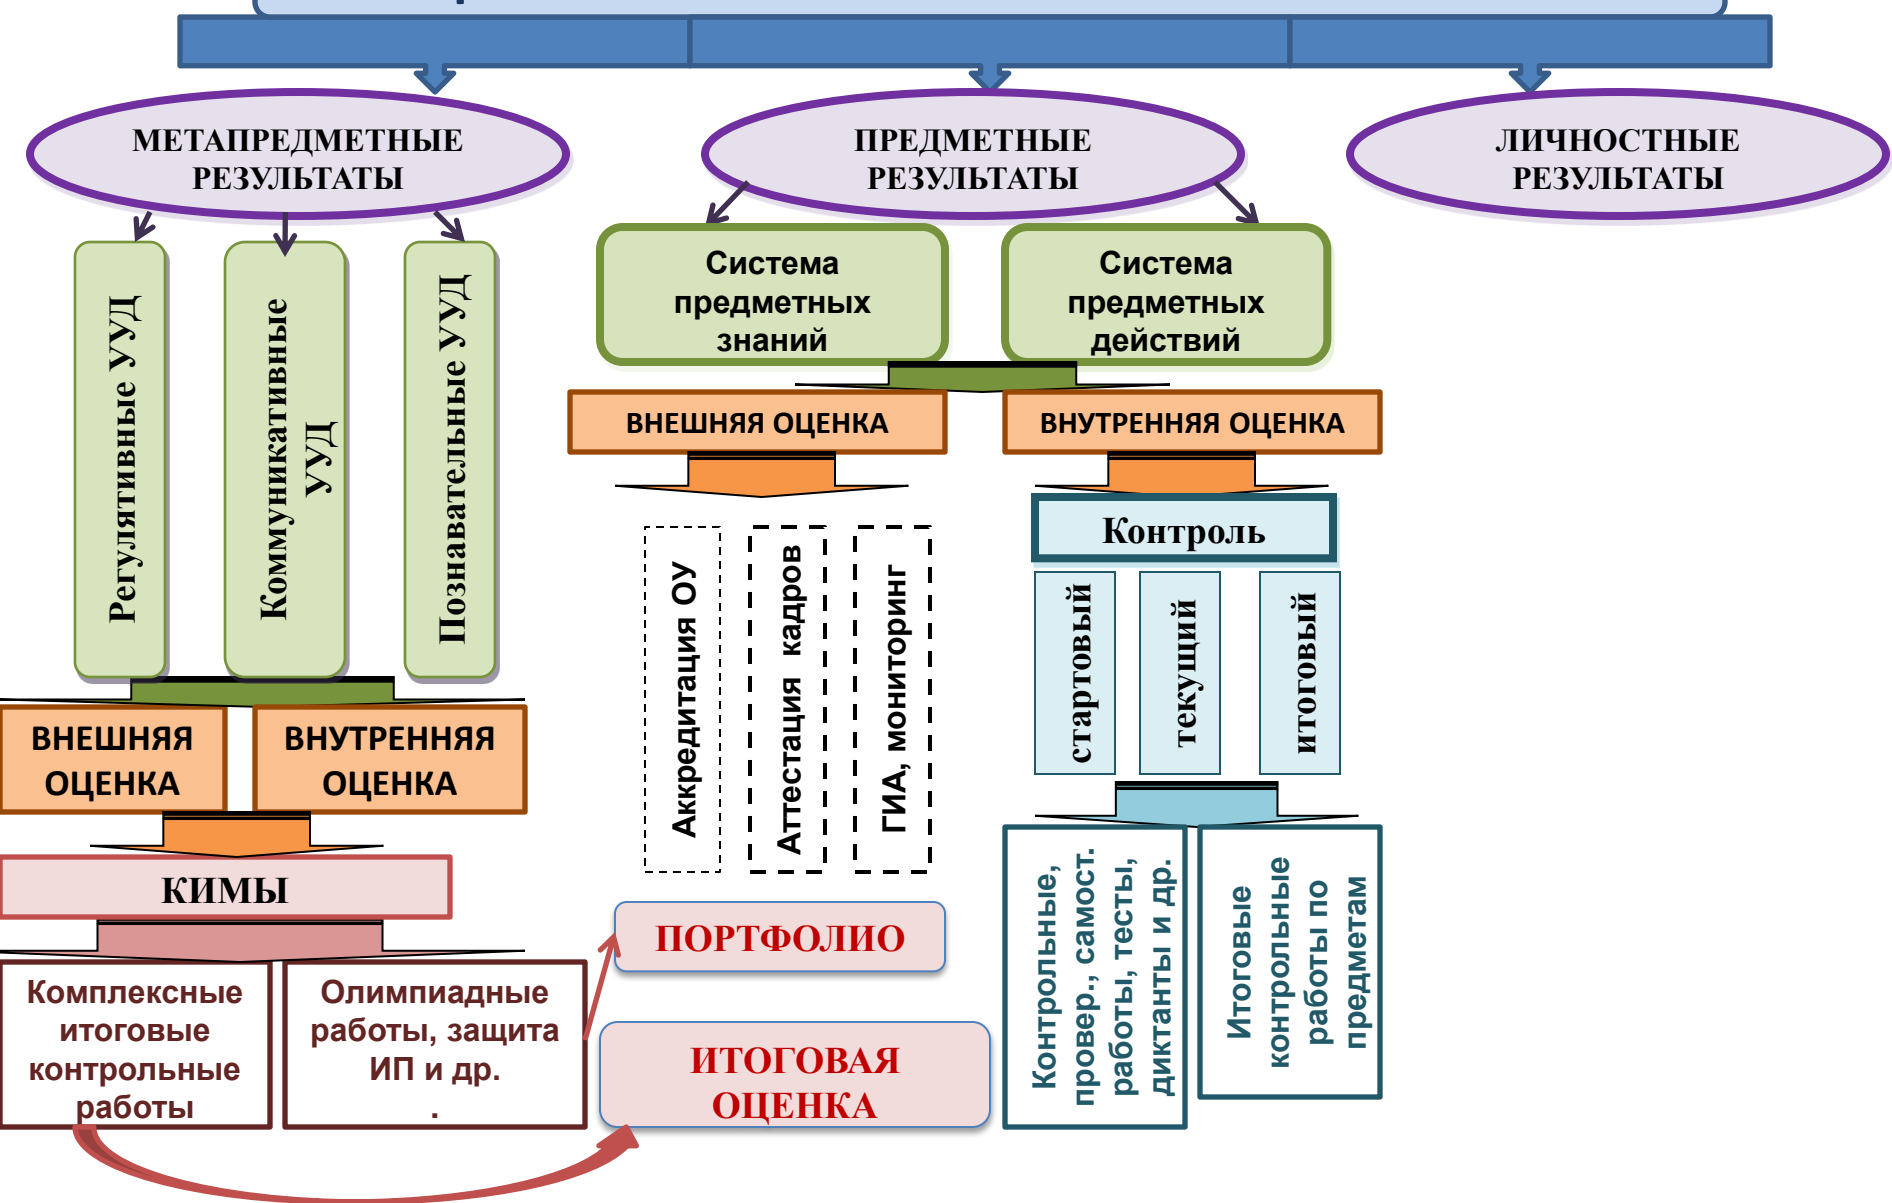 МЕТАПРЕДМЕТНЫЕ
РЕЗУЛЬТАТЫ
ПРЕДМЕТНЫЕ
РЕЗУЛЬТАТЫ
ЛИЧНОСТНЫЕ
РЕЗУЛЬТАТЫ
Регулятивные УУД
Коммуникативные
УУД
Познавательные УУД
Система
предметных
знаний
Система
предметных
действий
ВНЕШНЯЯ ОЦЕНКА
ВНУТРЕННЯЯ ОЦЕНКА
Аккредитация ОУ
Аттестация кадров
ГИА, мониторинг
Контроль
стартовый
текущий
итоговый
ВНЕШНЯЯ
ОЦЕНКА
ВНУТРЕННЯЯ
ОЦЕНКА
КИМЫ
Комплексные
итоговые
контрольные
работы
Олимпиадные
работы, защита
ИП и др.
.
ПОРТФОЛИО
ИТОГОВАЯ
ОЦЕНКА
Контрольные,
провер., самост.
работы, тесты,
диктанты и др.
Итоговые
контрольные
работы по
предметам